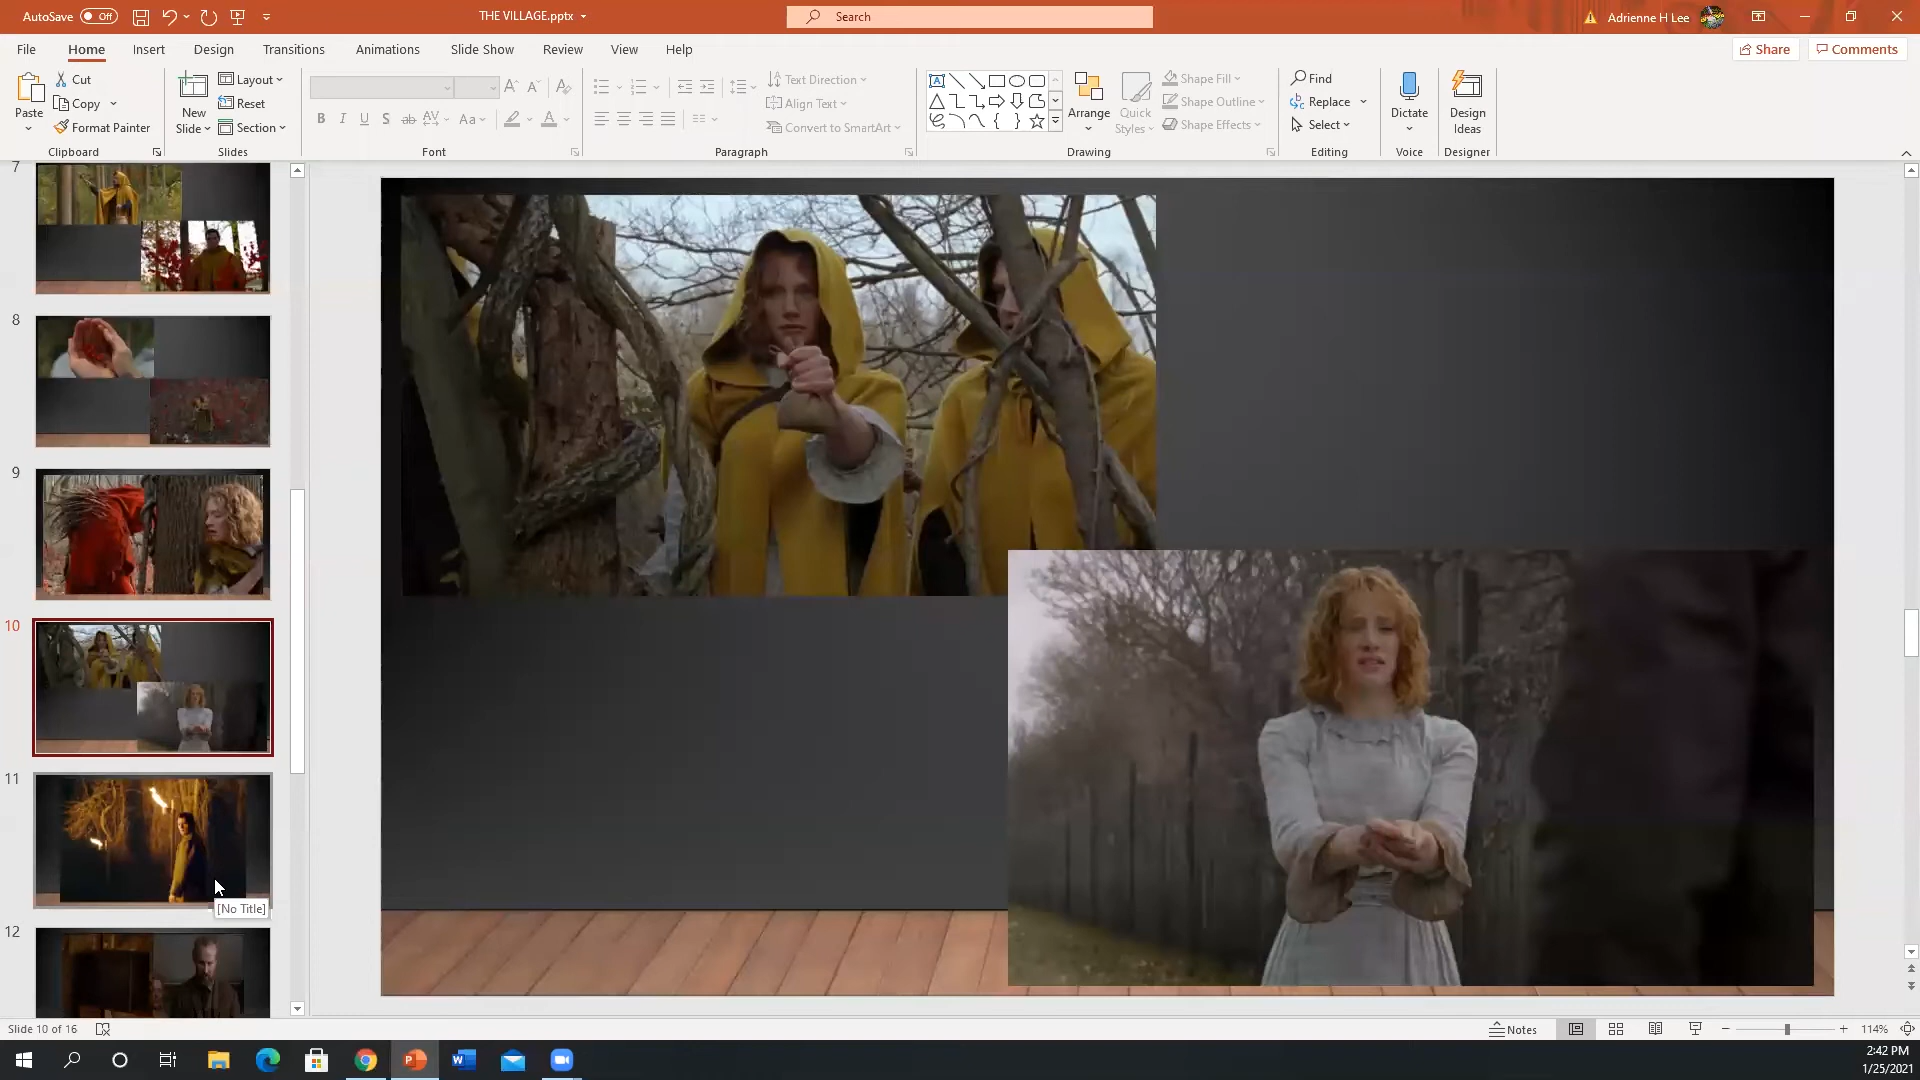 AutoSave Off THE VILLAGE.pptx Search Adrienne H Lee
File Home Insert Design Transitions Animations Slide Show Review View Help Share Comments
Paste
Cut
Copy
Format Painter
Clipboard
New
Slide
Layout
Reset
Section
Slides
B I U S ab AV Aa A
Font
Text Direction
Align Text
Convert to SmartArt
Paragraph
Arrange
Quick
Styles
Shape Fill
Shape Outline
Shape Effects
Drawing
Find
Replace
Select
Editing
Dictate
Voice
Design
Ideas
Designer
7
8
9
10
11
[No Title]
12
Slide 10 of 16 Notes 114%
2:42 PM
1/25/2021